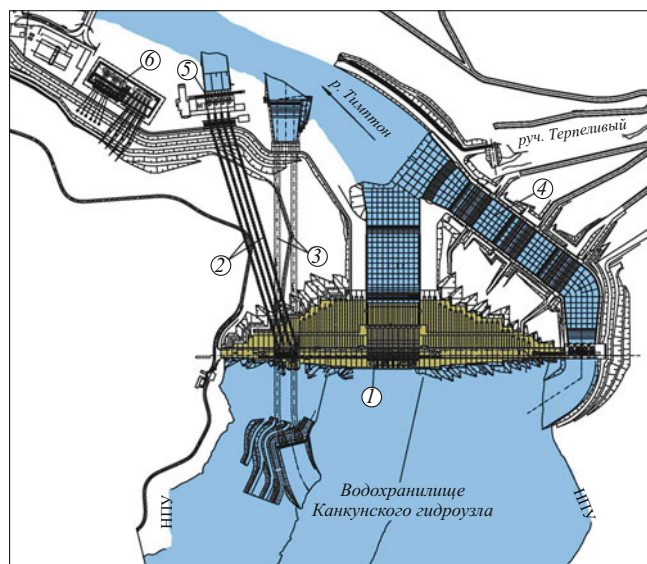 6
5
р. Тимптон
руч. Терпеливый
4
2
3
1
Водохранилище
Канкунского гидроузла
НПУ
НПУ